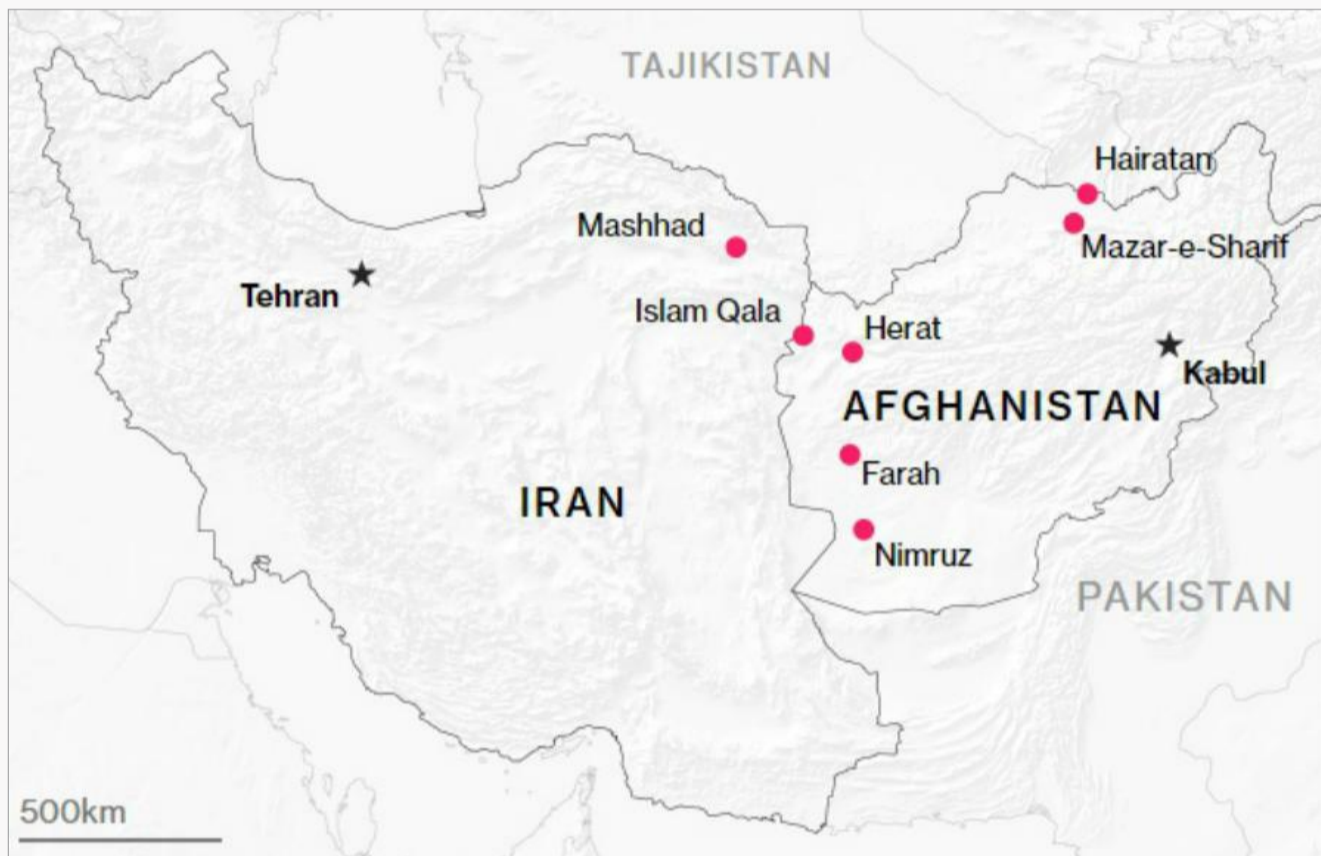 TAJIKISTAN
Hairatan
Mashhad
Mazar-e-Sharif
Tehran
Islam Qala
Herat
Kabul
AFGHANISTAN
Farah
IRAN
Nimruz
PAKISTAN
500km